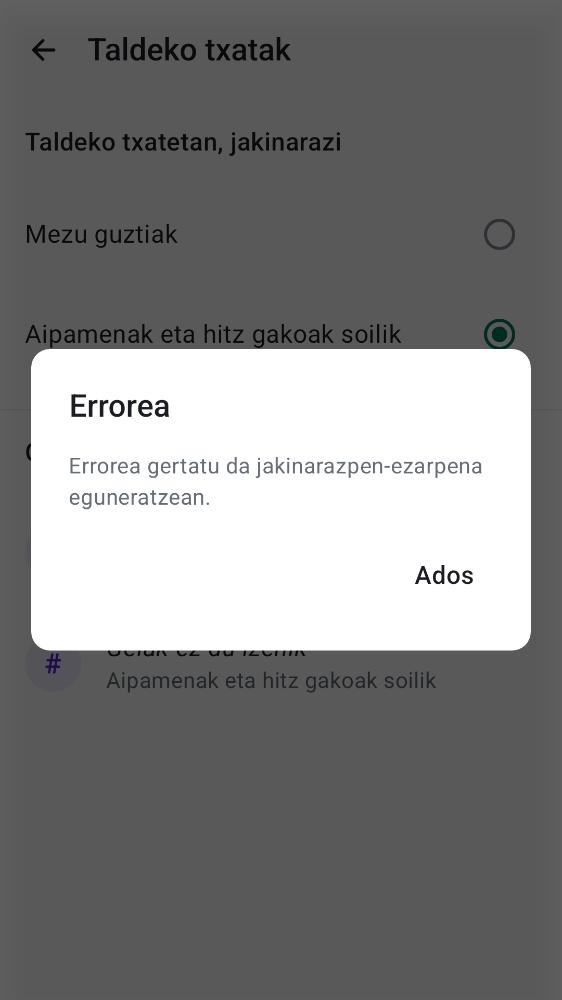 Taldeko txatak
Taldeko txatetan, jakinarazi
Mezu guztiak
Aipamenak eta hitz gakoak soilik
Errorea
Errorea gertatu da jakinarazpen-ezarpena
eguneratzean.
Ados
Gelak ez du izenik
#
Aipamenak eta hitz gakoak soilik